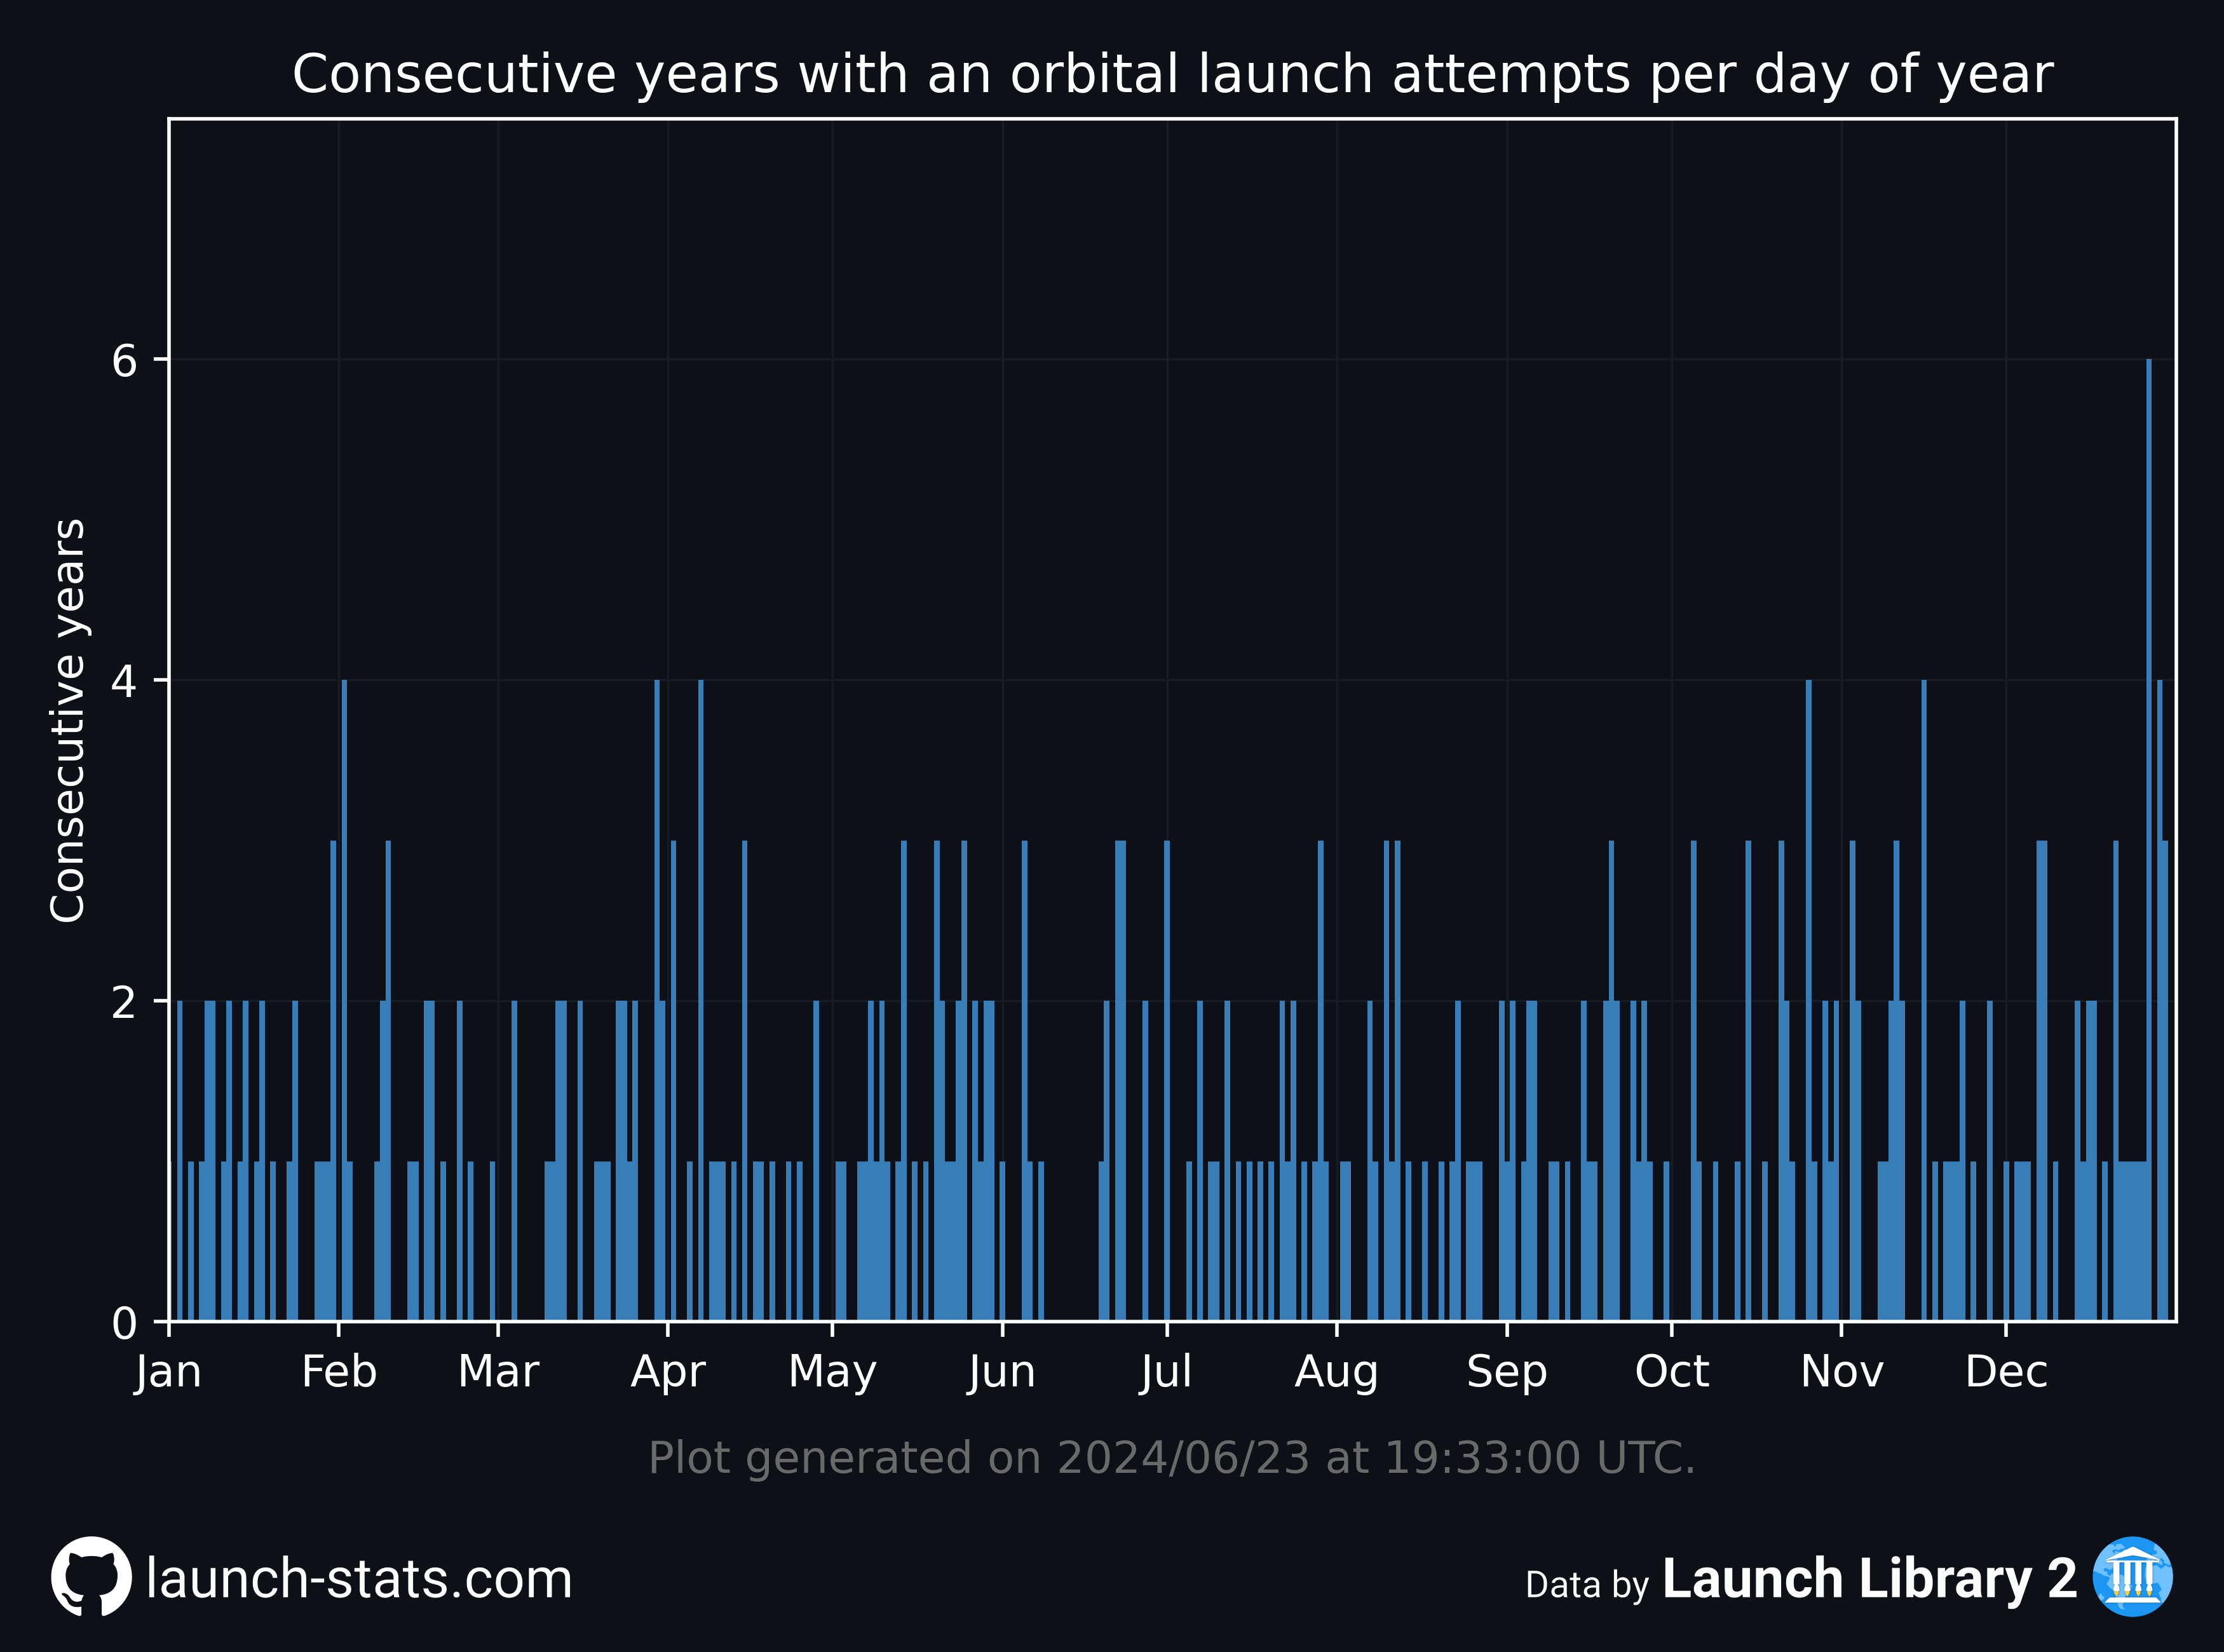 Consecutive years with an orbital launch attempts per day of year
Consecutive years
6
4
2
0
Jan Feb Mar Apr May Jun Jul Aug Sep Oct Nov Dec
Plot generated on 2024/06/23 at 19:33:00 UTC.
launch-stats.com
Data by Launch Library 2